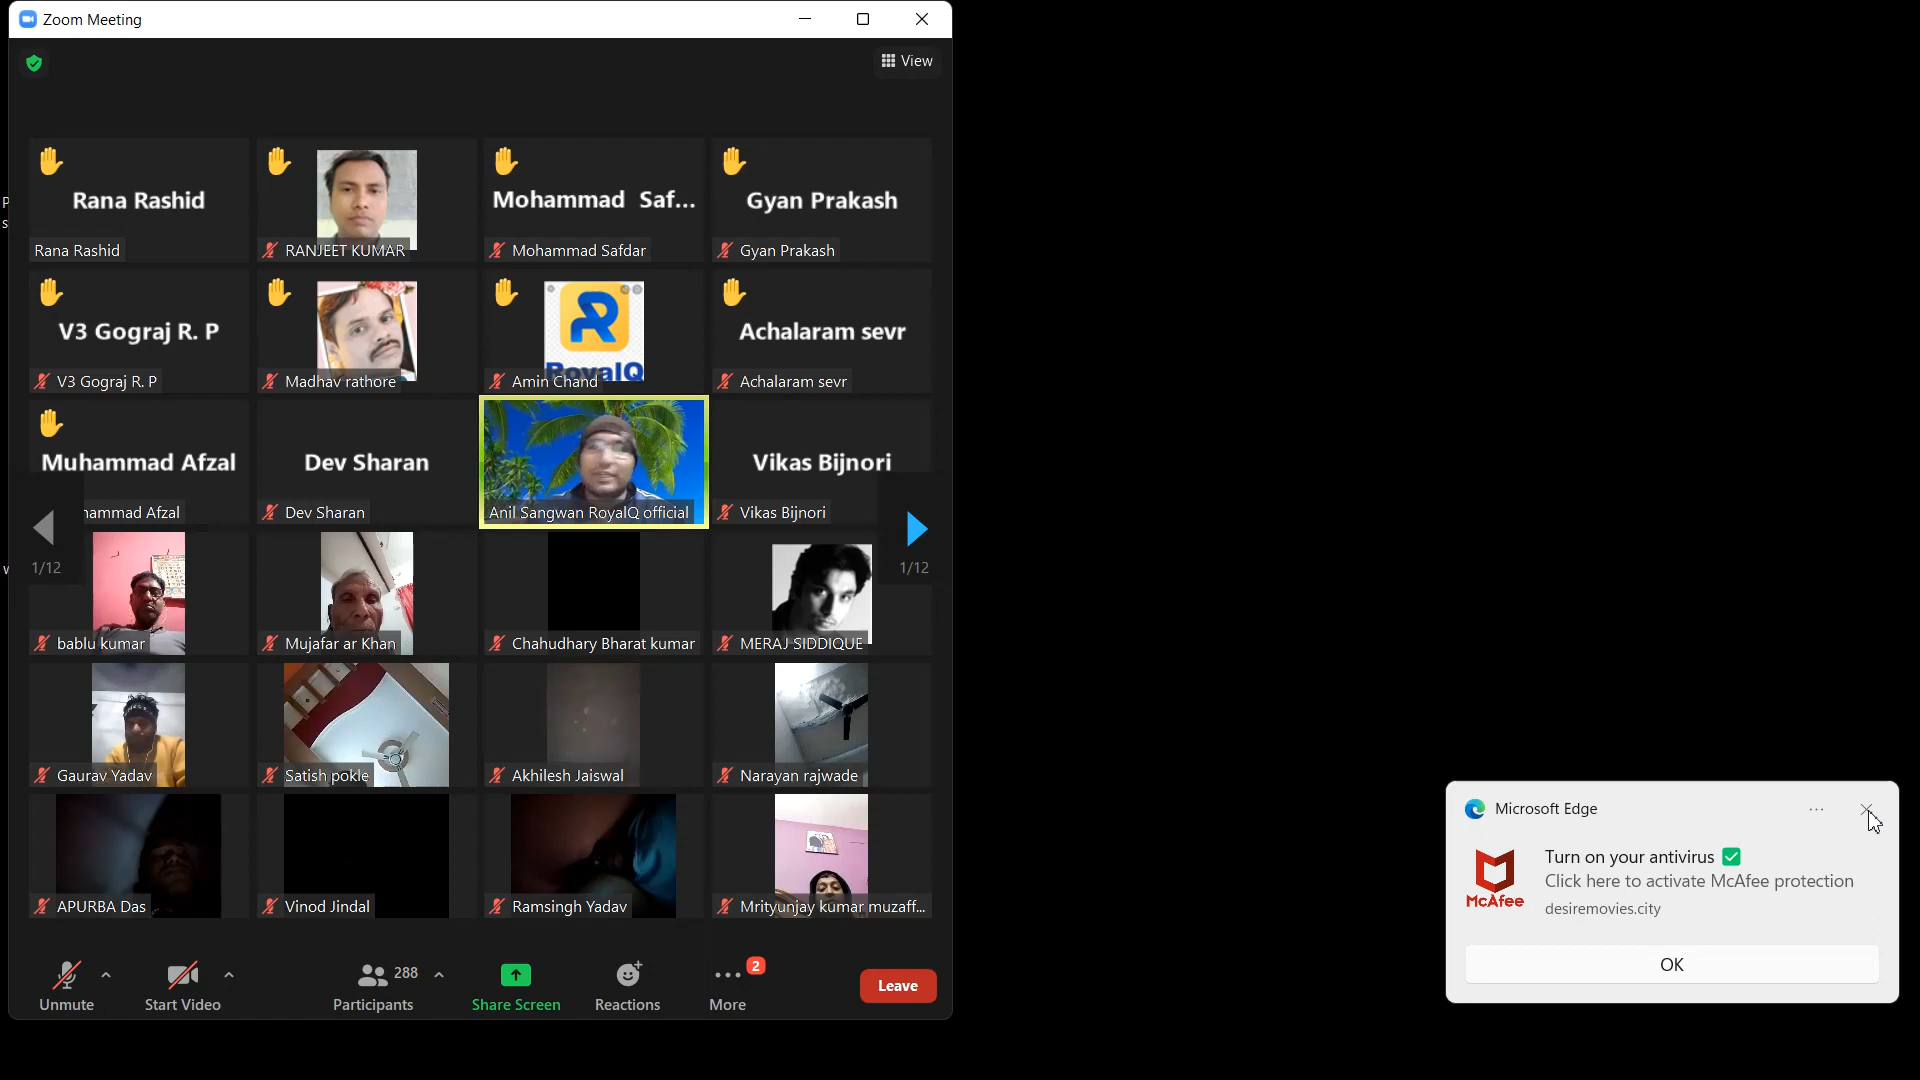 Zoom Meeting
View
Rana Rashid
Rana Rashid
RANJEET KUMAR
Mohammad Saf...
Mohammad Safdar
Gyan Prakash
Gyan Prakash
V3 Gograj R. P
V3 Gograj R. P
Madhav rathore
RoyalQ
Amin Chand
Achalaram sevr
Achalaram sevr
Muhammad Afzal
hammad Afzal
Dev Sharan
Dev Sharan
Anil Sangwan RoyalQ official
Vikas Bijnori
Vikas Bijnori
1/12
1/12
bablu kumar
Mujafar ar Khan
Chahudhary Bharat kumar
MERAJ SIDDIQUE
Gaurav Yadav
Satish pokle
Akhilesh Jaiswal
Narayan rajwade
APURBA Das
Vinod Jindal
Ramsingh Yadav
Mrityunjay kumar muzaff...
Unmute
Start Video
288
Participants
Share Screen
Reactions
2
More
Leave
Microsoft Edge
McAfee
Turn on your antivirus
Click here to activate McAfee protection
desiremovies.city
OK